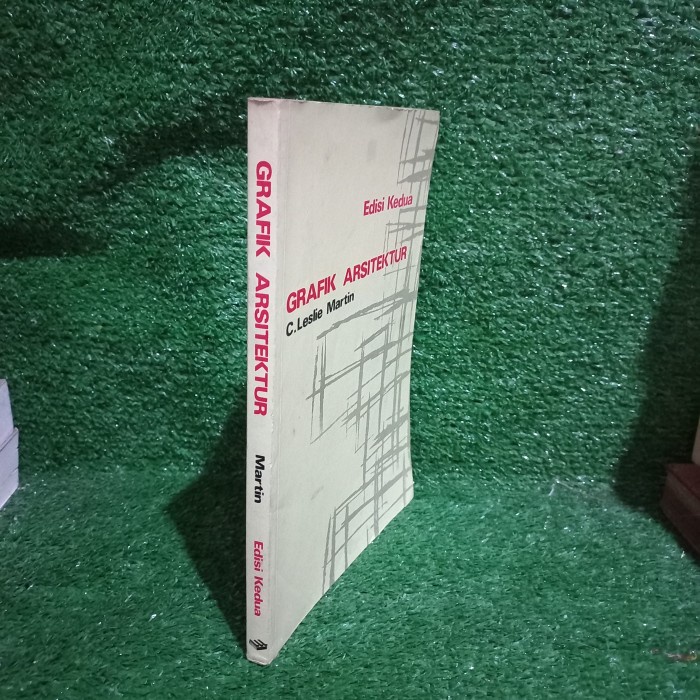 GRAFIK ARSITEKTUR Martin Edisi Kedua
Edisi Kedua
GRAFIK ARSITEKTUR
C.Leslie Martin